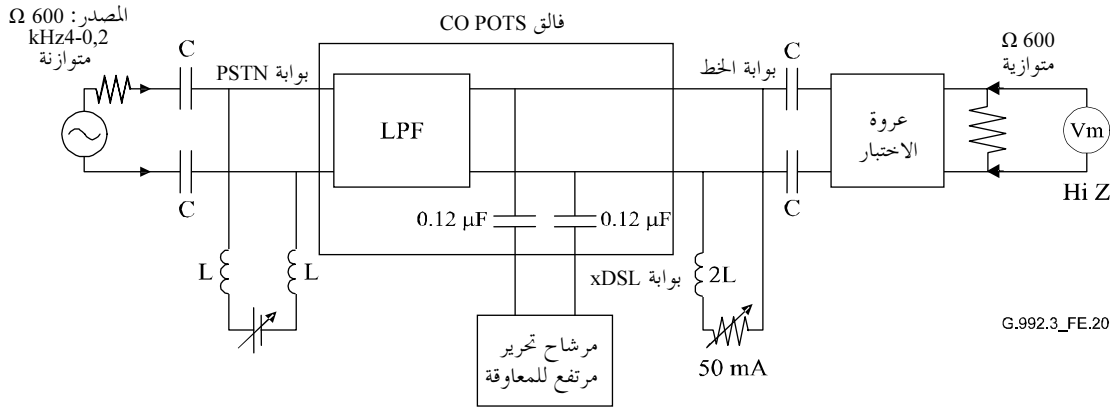 المصدر: 600 Ω
kHz4-0,2
متوازنة
C
بوابة PSTN
فالق CO POTS
بوابة الخط
C
600 Ω
متوازية
LPF
عروة
الاختبار
Vm
Hi Z
C
C
0.12 µF
0.12 µF
L
L
بوابة xDSL
2L
مرشاح تحرير
مرتفع للمعاوقة
50 mA
G.992.3_FE.20